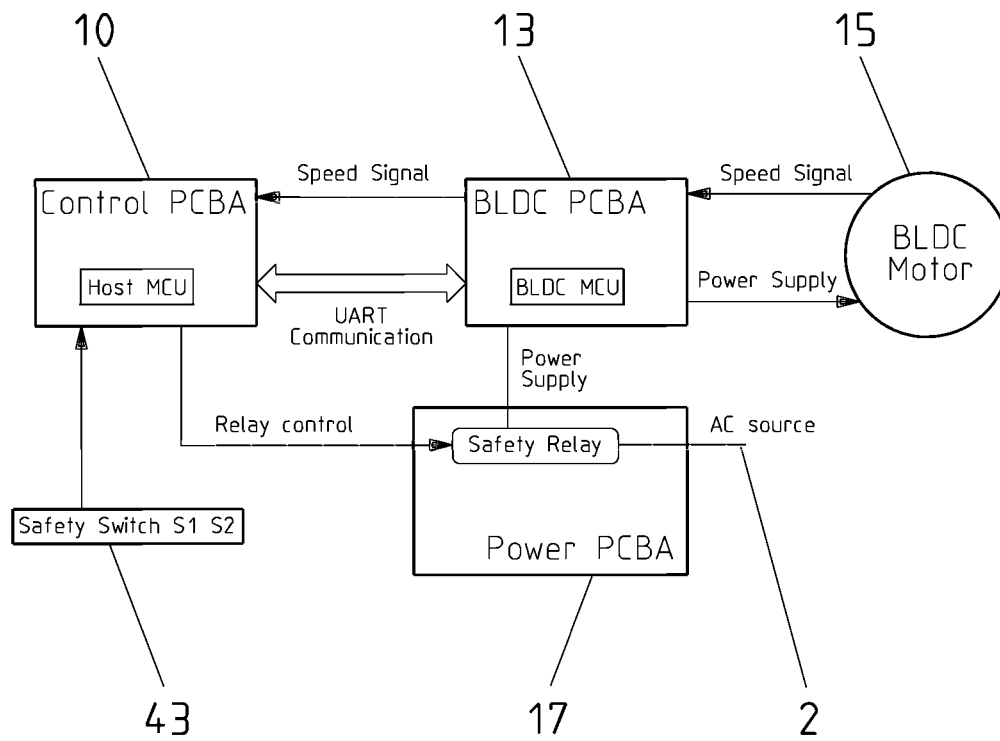 10
13
15
Speed Signal
Speed Signal
Control PCBA
BLDC PCBA
BLDC
Motor
Host MCU
BLDC MCU
Power Supply
UART
Communication
Power
Supply
Relay control
Safety Relay
AC source
Safety Switch S1 S2
Power PCBA
43
17
2